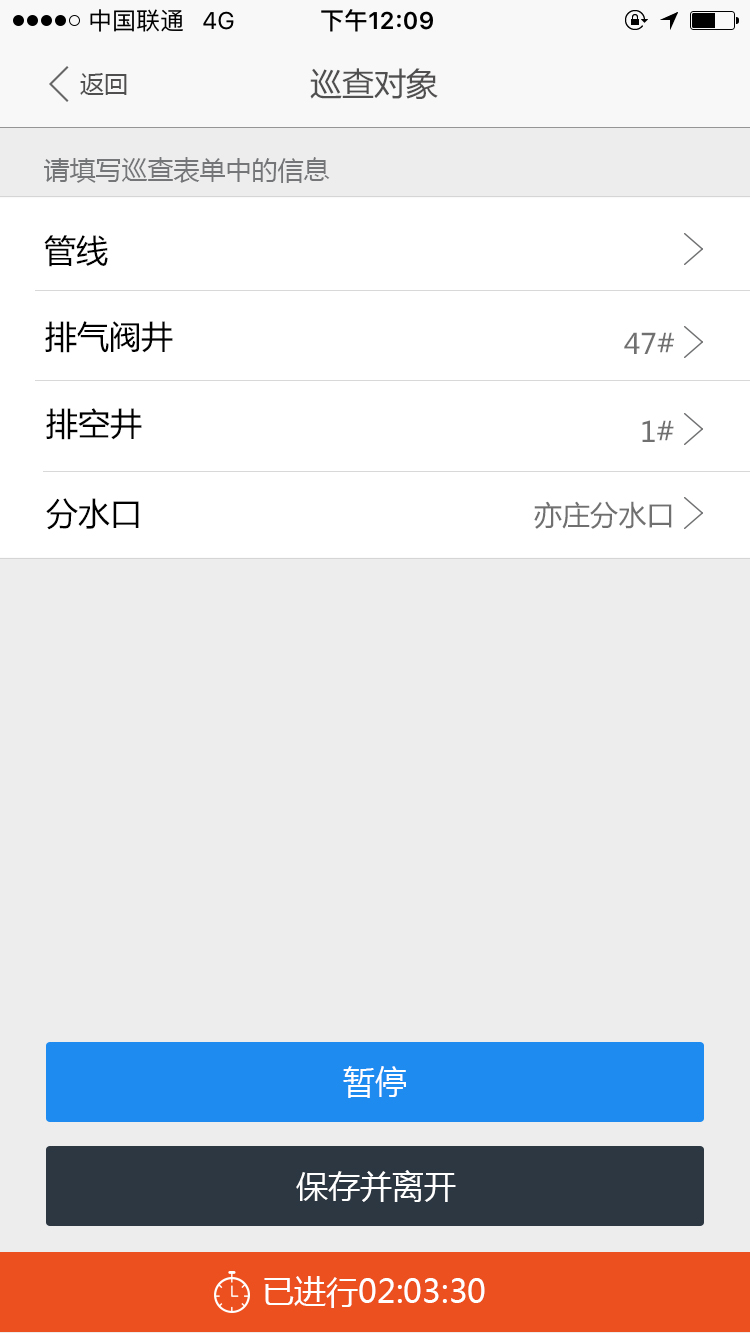 中国联通 4G 下午12:09
返回 巡查对象
请填写巡查表单中的信息
管线
排气阀井 47#
排空井 1#
分水口 亦庄分水口
暂停
保存并离开
已进行02:03:30